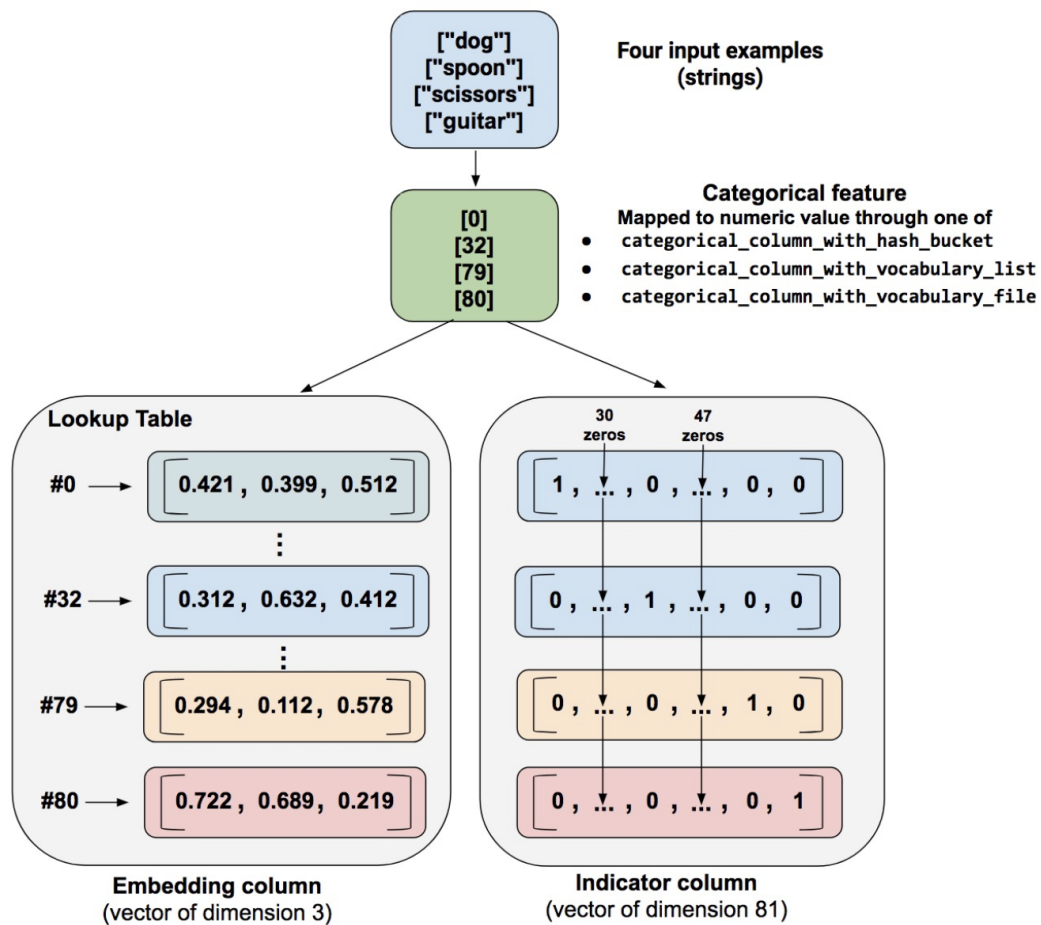 ["dog"]
["spoon"]
["scissors"]
["guitar"]
Four input examples
(strings)
[0]
[32]
[79]
[80]
Categorical feature
Mapped to numeric value through one of
• categorical_column_with_hash_bucket
• categorical_column_with_vocabulary_list
• categorical_column_with_vocabulary_file
Lookup Table
#0
[0.421, 0.399, 0.512]
⋮
#32
[0.312, 0.632, 0.412]
⋮
#79
[0.294, 0.112, 0.578]
#80
[0.722, 0.689, 0.219]
Embedding column
(vector of dimension 3)
30
zeros
47
zeros
[1, ... , 0, ... , 0, 0]
[0, ... , 1, ... , 0, 0]
[0, ... , 0, ... , 1, 0]
[0, ... , 0, ... , 0, 1]
Indicator column
(vector of dimension 81)